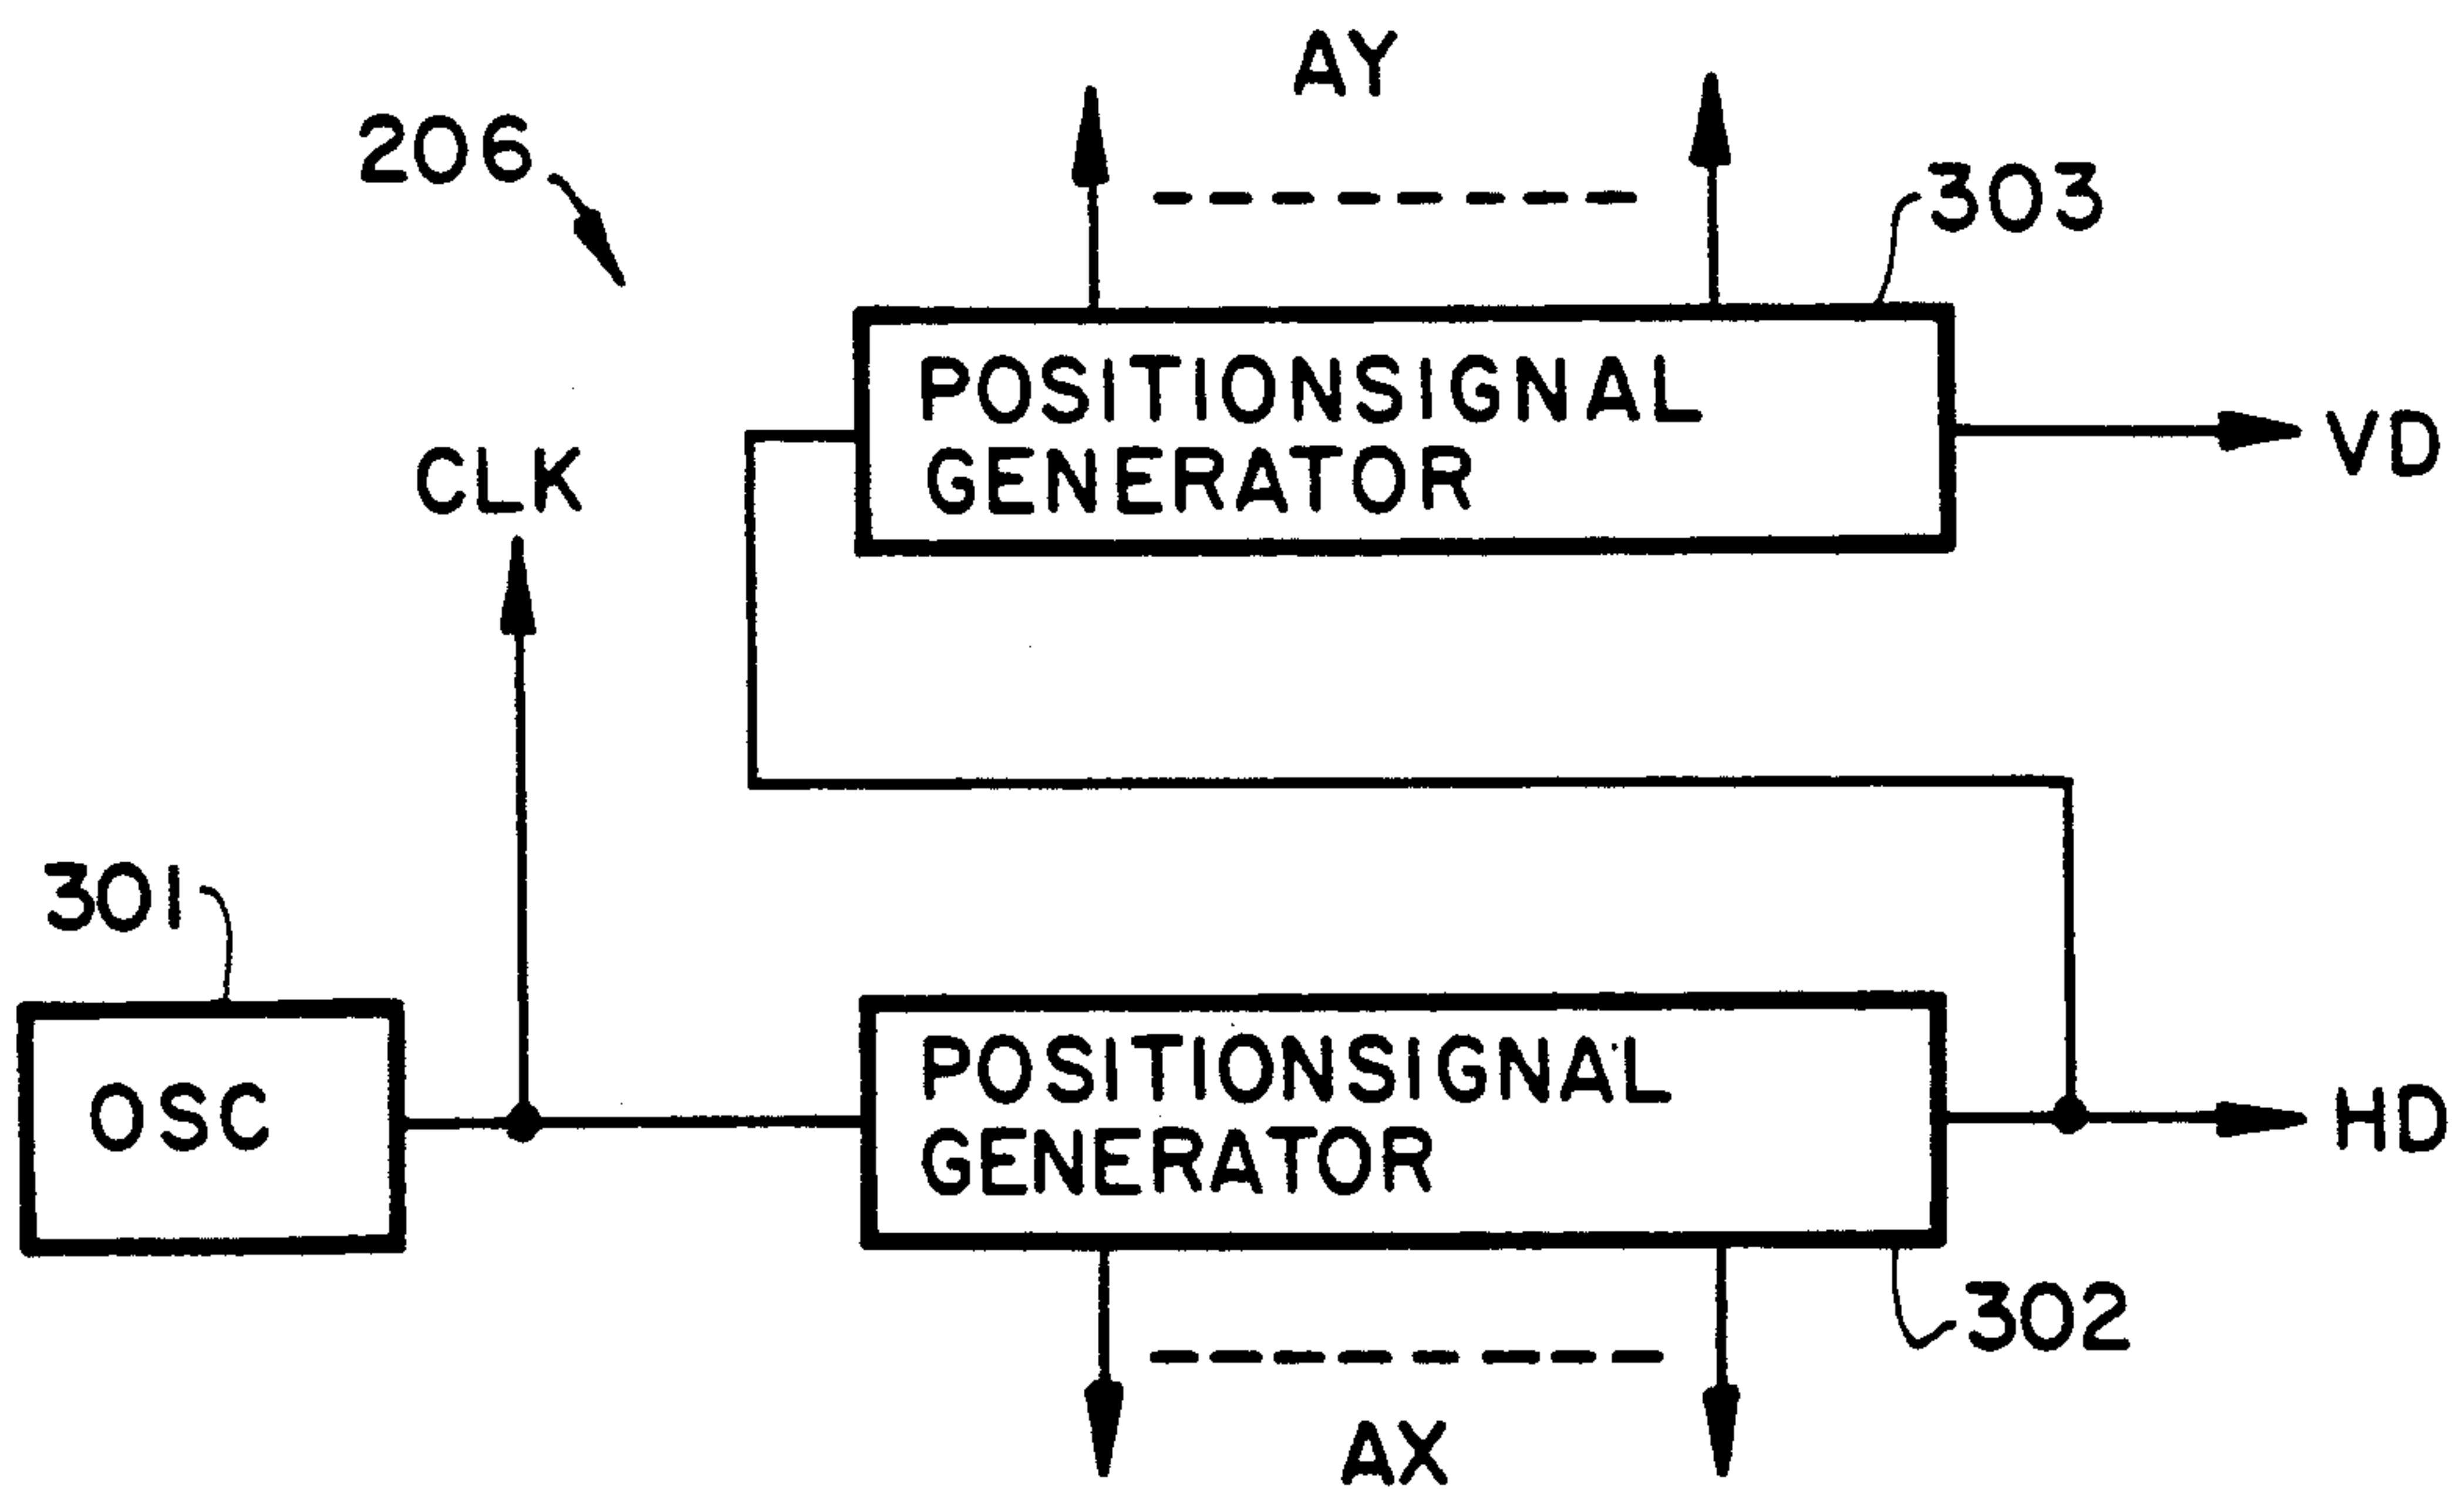 AY
206
303
POSITIONSIGNAL
GENERATOR
VD
CLK
301
OSC
POSITIONSIGNAL
GENERATOR
HD
302
AX